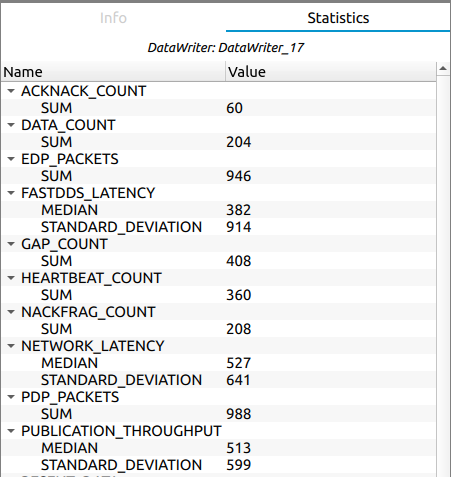 Info Statistics
DataWriter: DataWriter_17
Name Value
ACKNACK_COUNT
SUM 60
DATA_COUNT
SUM 204
EDP_PACKETS
SUM 946
FASTDDS_LATENCY
MEDIAN 382
STANDARD_DEVIATION 914
GAP_COUNT
SUM 408
HEARTBEAT_COUNT
SUM 360
NACKFRAG_COUNT
SUM 208
NETWORK_LATENCY
MEDIAN 527
STANDARD_DEVIATION 641
PDP_PACKETS
SUM 988
PUBLICATION_THROUGHPUT
MEDIAN 513
STANDARD_DEVIATION 599